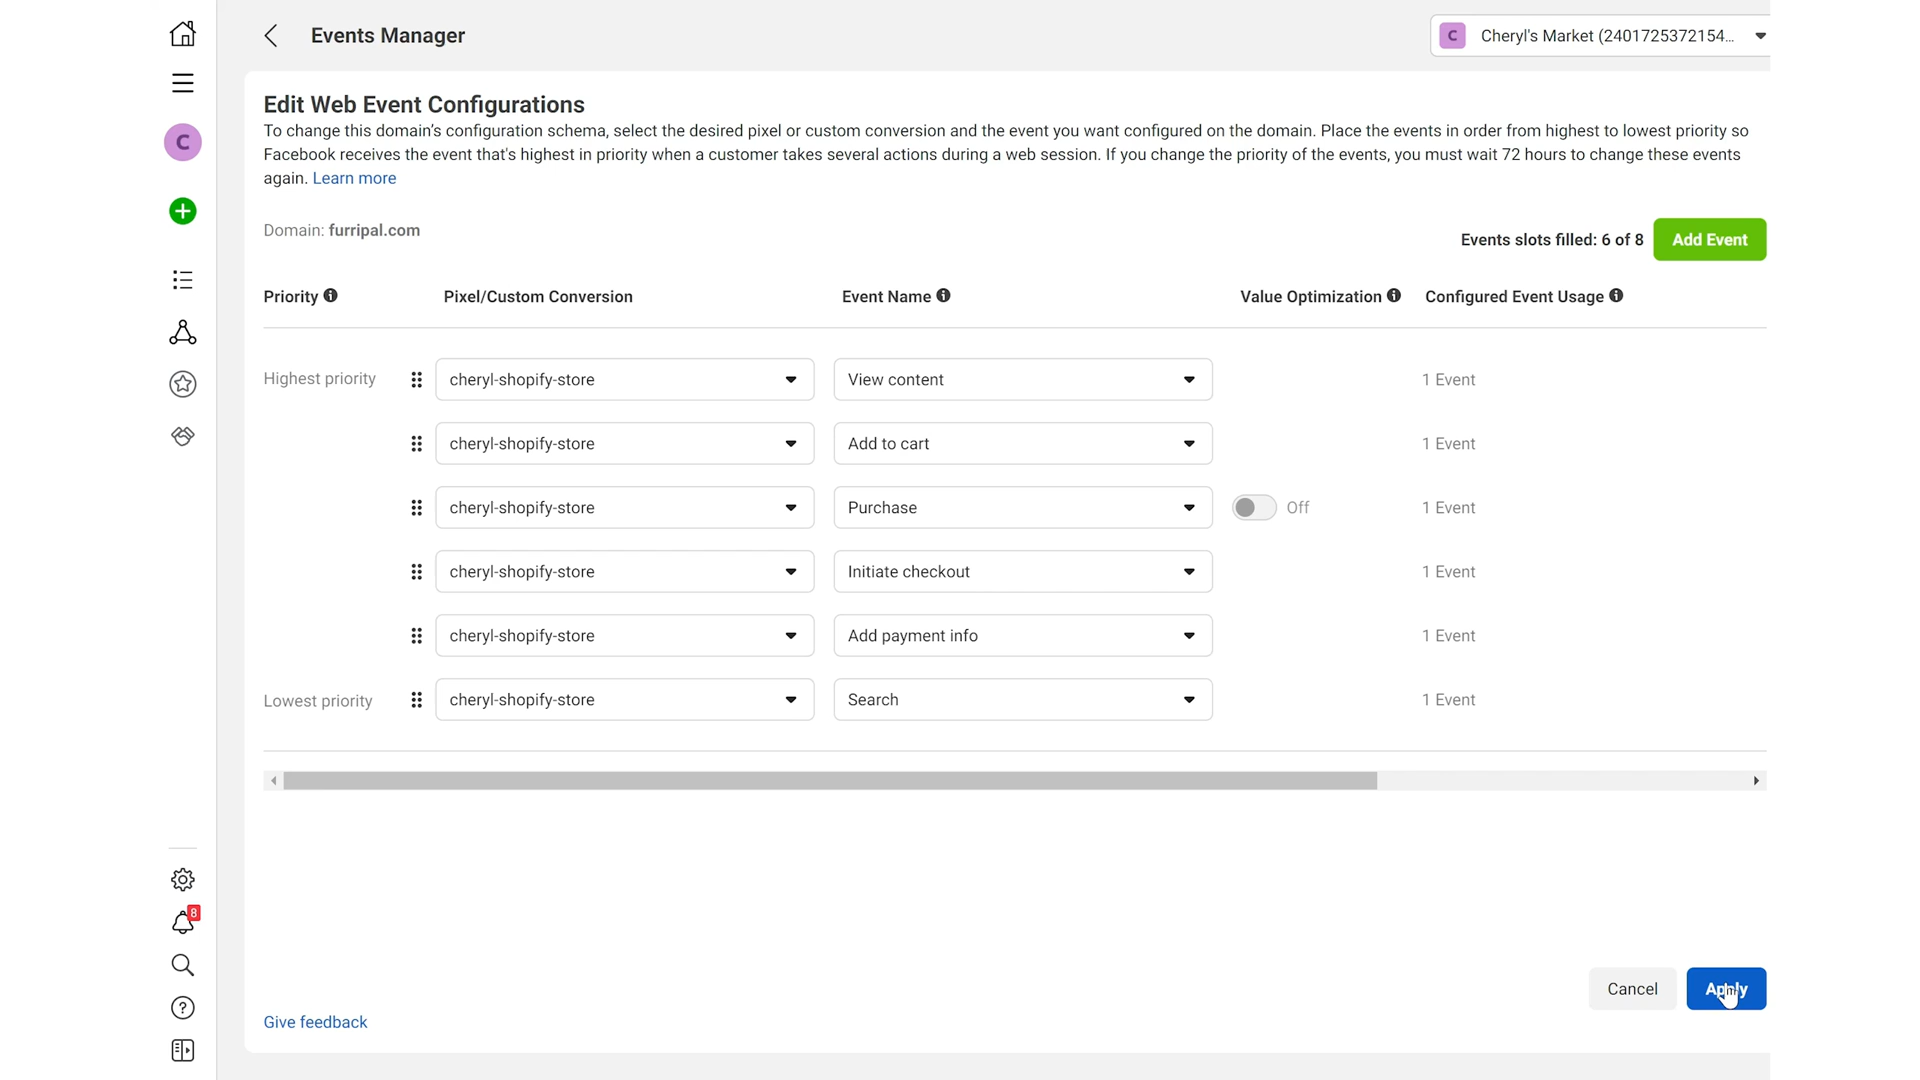 Events Manager
C Cheryl's Market (2401725372154...
Edit Web Event Configurations
To change this domain's configuration schema, select the desired pixel or custom conversion and the event you want configured on the domain. Place the events in order from highest to lowest priority so
Facebook receives the event that's highest in priority when a customer takes several actions during a web session. If you change the priority of the events, you must wait 72 hours to change these events
again. Learn more
C
Domain: furripal.com
Events slots filled: 6 of 8 Add Event
Priority Pixel/Custom Conversion Event Name Value Optimization Configured Event Usage
Highest priority cheryl-shopify-store View content 1 Event
cheryl-shopify-store Add to cart 1 Event
cheryl-shopify-store Purchase Off 1 Event
cheryl-shopify-store Initiate checkout 1 Event
cheryl-shopify-store Add payment info 1 Event
Lowest priority cheryl-shopify-store Search 1 Event
8
Cancel Apply
Give feedback